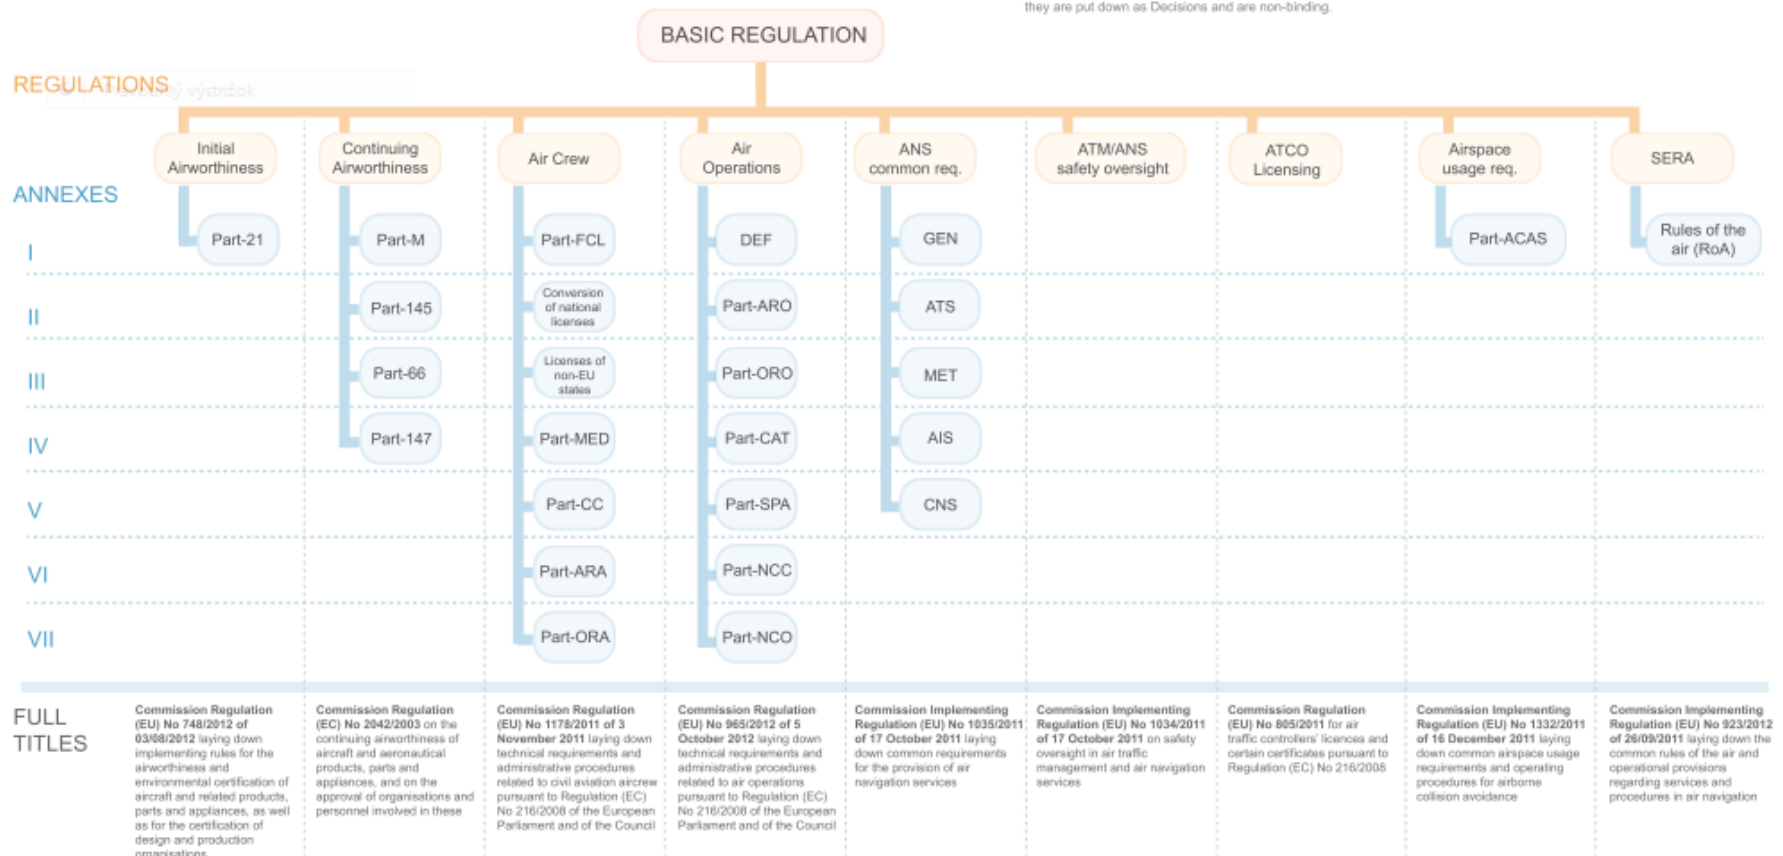 they are put down as Decisions and are non-binding.
BASIC REGULATION
REGULATIONS
výstrižok
Initial
Airworthiness
Continuing
Airworthiness
Air Crew
Air
Operations
ANS
common req.
ATM/ANS
safety oversight
ATCO
Licensing
Airspace
usage req.
SERA
ANNEXES
I
Part-21
Part-M
Part-FCL
DEF
GEN
Part-ACAS
Rules of the
air (RoA)
II
Part-145
Conversion
of national
licenses
Part-ARO
ATS
III
Part-66
Licenses of
non-EU
states
Part-ORO
MET
IV
Part-147
Part-MED
Part-CAT
AIS
V
Part-CC
Part-SPA
CNS
VI
Part-ARA
Part-NCC
VII
Part-ORA
Part-NCO
FULL
TITLES
Commission Regulation
(EU) No 748/2012 of
03/08/2012 laying down
implementing rules for the
airworthiness and
environmental certification of
aircraft and related products,
parts and appliances, as well
as for the certification of
design and production
organisations
Commission Regulation
(EC) No 2042/2003 on the
continuing airworthiness of
aircraft and aeronautical
products, parts and
appliances, and on the
approval of organisations and
personnel involved in these
Commission Regulation
(EU) No 1178/2011 of 3
November 2011 laying down
technical requirements and
administrative procedures
related to civil aviation aircrew
pursuant to Regulation (EC)
No 216/2008 of the European
Parliament and of the Council
Commission Regulation
(EU) No 965/2012 of 5
October 2012 laying down
technical requirements and
administrative procedures
related to air operations
pursuant to Regulation (EC)
No 216/2008 of the European
Parliament and of the Council
Commission Implementing
Regulation (EU) No 1035/2011
of 17 October 2011 laying
down common requirements
for the provision of air
navigation services
Commission Implementing
Regulation (EU) No 1034/2011
of 17 October 2011 on safety
oversight in air traffic
management and air navigation
services
Commission Regulation
(EU) No 805/2011 for air
traffic controllers' licences and
certain certificates pursuant to
Regulation (EC) No 216/2008
Commission Implementing
Regulation (EU) No 1332/2011
of 16 December 2011 laying
down common airspace usage
requirements and operating
procedures for airborne
collision avoidance
Commission Implementing
Regulation (EU) No 923/2012
of 26/09/2011 laying down the
common rules of the air and
operational provisions
regarding services and
procedures in air navigation